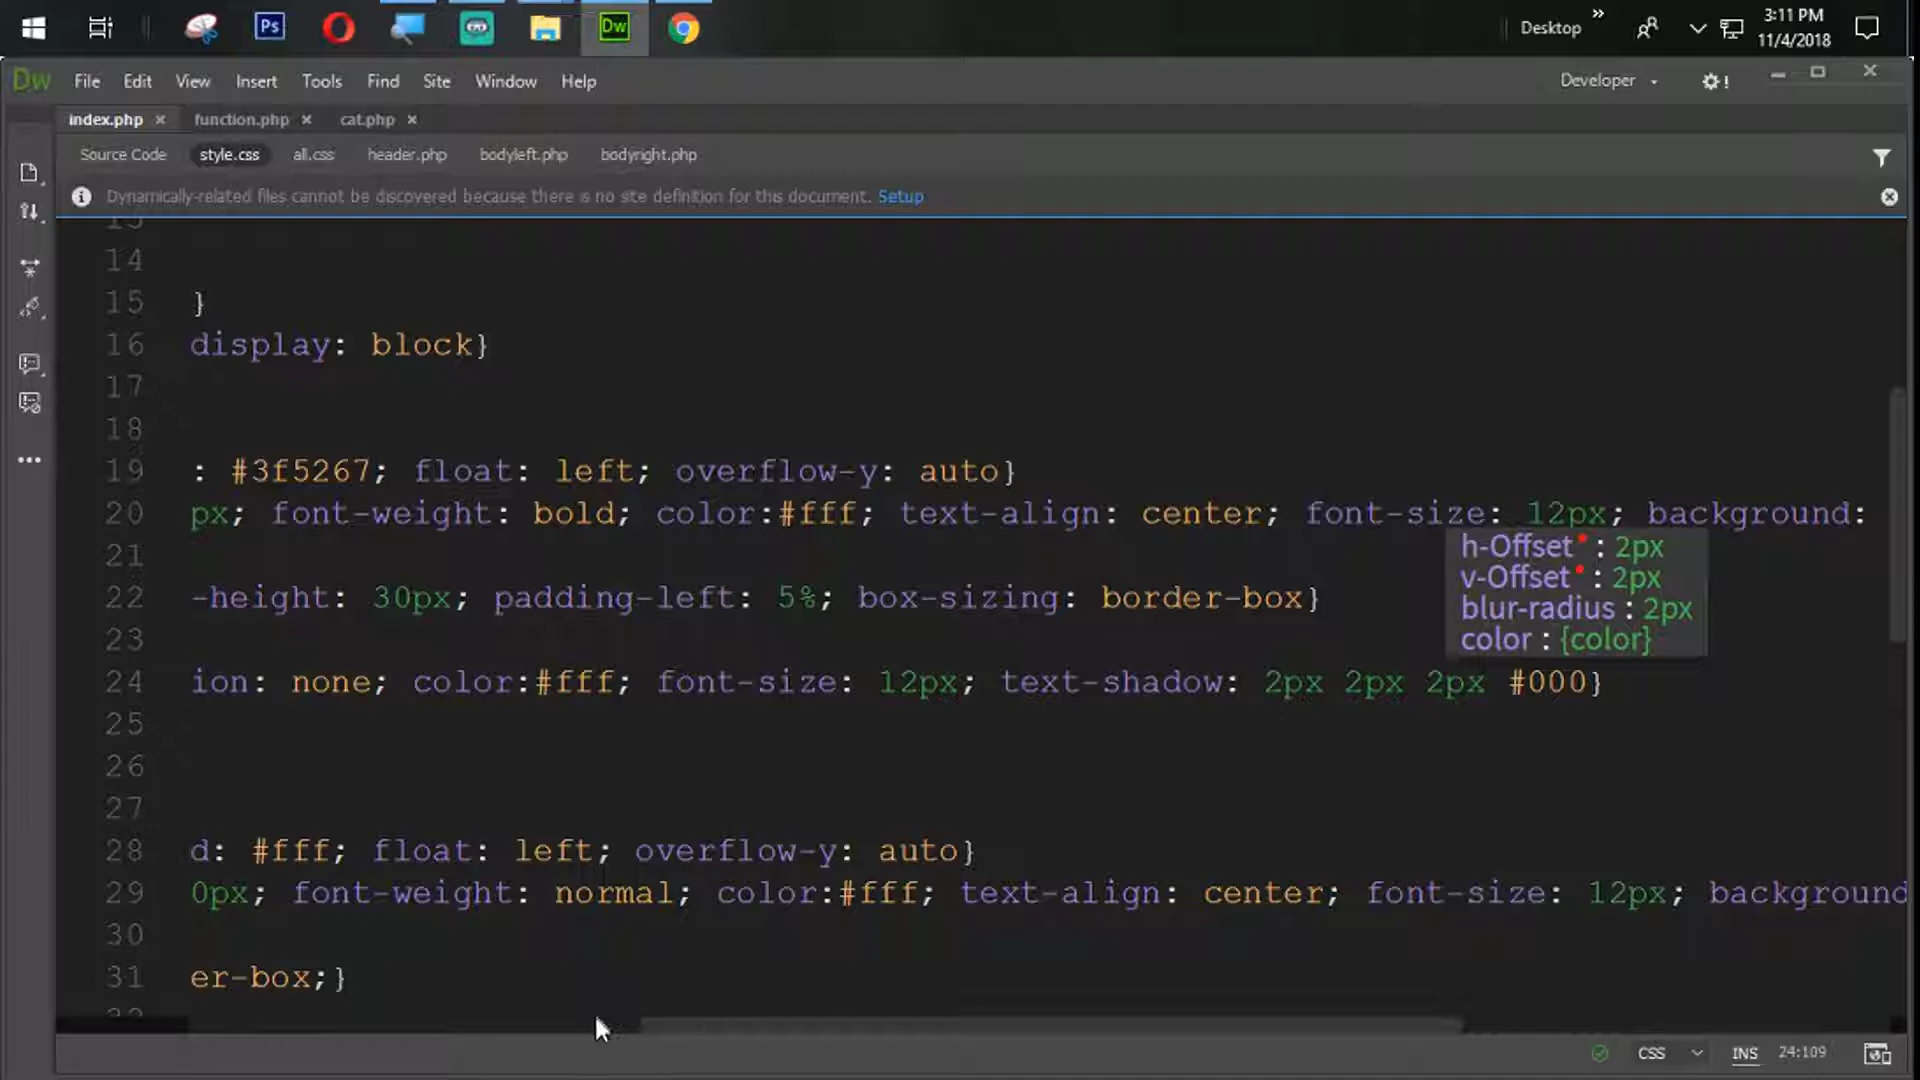 Ps
Dw
Desktop
»
3:11 PM
11/4/2018
Dw File Edit View Insert Tools Find Site Window Help
Developer
!
index.php × function.php × cat.php ×
Source Code style.css all.css header.php bodyleft.php bodyright.php
Dynamically-related files cannot be discovered because there is no site definition for this document. Setup
14
15 }
16 display: block}
17
18
19 : #3f5267; float: left; overflow-y: auto}
20 px; font-weight: bold; color:#fff; text-align: center; font-size: 12px; background:
21
22 -height: 30px; padding-left: 5%; box-sizing: border-box}
23
24 ion: none; color:#fff; font-size: 12px; text-shadow: 2px 2px 2px #000}
25
26
27
28 d: #fff; float: left; overflow-y: auto}
29 0px; font-weight: normal; color:#fff; text-align: center; font-size: 12px; background
30
31 er-box;}
h-Offset* : 2px
v-Offset* : 2px
blur-radius : 2px
color : {color}
CSS INS 24:109